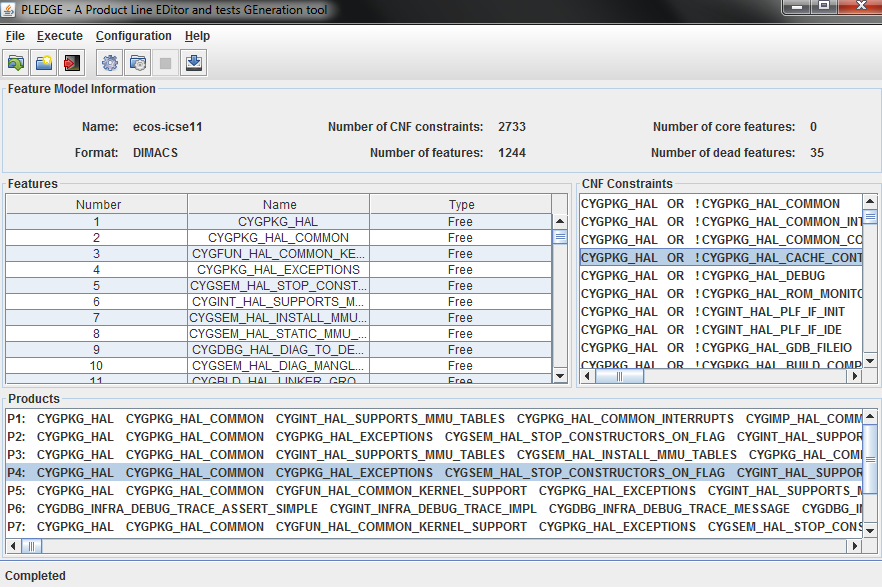 PLEDGE - A Product Line EDitor and tests GEneration tool
File Execute Configuration Help
Feature Model Information
Name: ecos-icse11 Number of CNF constraints: 2733 Number of core features: 0
Format: DIMACS Number of features: 1244 Number of dead features: 35
Features
Number Name Type
1 CYGPKG_HAL Free
2 CYGPKG_HAL_COMMON Free
3 CYGFUN_HAL_COMMON_KE... Free
4 CYGPKG_HAL_EXCEPTIONS Free
5 CYGSEM_HAL_STOP_CONST... Free
6 CYGINT_HAL_SUPPORTS_M... Free
7 CYGSEM_HAL_INSTALL_MMU... Free
8 CYGSEM_HAL_STATIC_MMU_... Free
9 CYGDBG_HAL_DIAG_TO_DE... Free
10 CYGSEM_HAL_DIAG_MANGL... Free
11 CYGBLD_HAL_LINKER_GRO... Free
CNF Constraints
CYGPKG_HAL OR !CYGPKG_HAL_COMMON
CYGPKG_HAL OR !CYGPKG_HAL_COMMON_INT
CYGPKG_HAL OR !CYGPKG_HAL_COMMON_CO
CYGPKG_HAL OR !CYGPKG_HAL_CACHE_CONT
CYGPKG_HAL OR !CYGPKG_HAL_DEBUG
CYGPKG_HAL OR !CYGPKG_HAL_ROM_MONITO
CYGPKG_HAL OR !CYGINT_HAL_PLF_IF_INIT
CYGPKG_HAL OR !CYGINT_HAL_PLF_IF_IDE
CYGPKG_HAL OR !CYGPKG_HAL_GDB_FILEIO
CYGPKG_HAL OR !CYGPKG_HAL_BUILD_COMP
Products
P1: CYGPKG_HAL CYGPKG_HAL_COMMON CYGINT_HAL_SUPPORTS_MMU_TABLES CYGPKG_HAL_COMMON_INTERRUPTS CYGIMP_HAL_COMM
P2: CYGPKG_HAL CYGPKG_HAL_COMMON CYGPKG_HAL_EXCEPTIONS CYGSEM_HAL_STOP_CONSTRUCTORS_ON_FLAG CYGINT_HAL_SUPPOR
P3: CYGPKG_HAL CYGPKG_HAL_COMMON CYGINT_HAL_SUPPORTS_MMU_TABLES CYGSEM_HAL_INSTALL_MMU_TABLES CYGPKG_HAL_COM
P4: CYGPKG_HAL CYGPKG_HAL_COMMON CYGPKG_HAL_EXCEPTIONS CYGSEM_HAL_STOP_CONSTRUCTORS_ON_FLAG CYGINT_HAL_SUPPOR
P5: CYGPKG_HAL CYGPKG_HAL_COMMON CYGFUN_HAL_COMMON_KERNEL_SUPPORT CYGPKG_HAL_EXCEPTIONS CYGINT_HAL_SUPPORTS_M
P6: CYGDBG_INFRA_DEBUG_TRACE_ASSERT_SIMPLE CYGINT_INFRA_DEBUG_TRACE_IMPL CYGDBG_INFRA_DEBUG_TRACE_MESSAGE CYGDBG_IN
P7: CYGPKG_HAL CYGPKG_HAL_COMMON CYGFUN_HAL_COMMON_KERNEL_SUPPORT CYGPKG_HAL_EXCEPTIONS CYGSEM_HAL_STOP_CONS
Completed